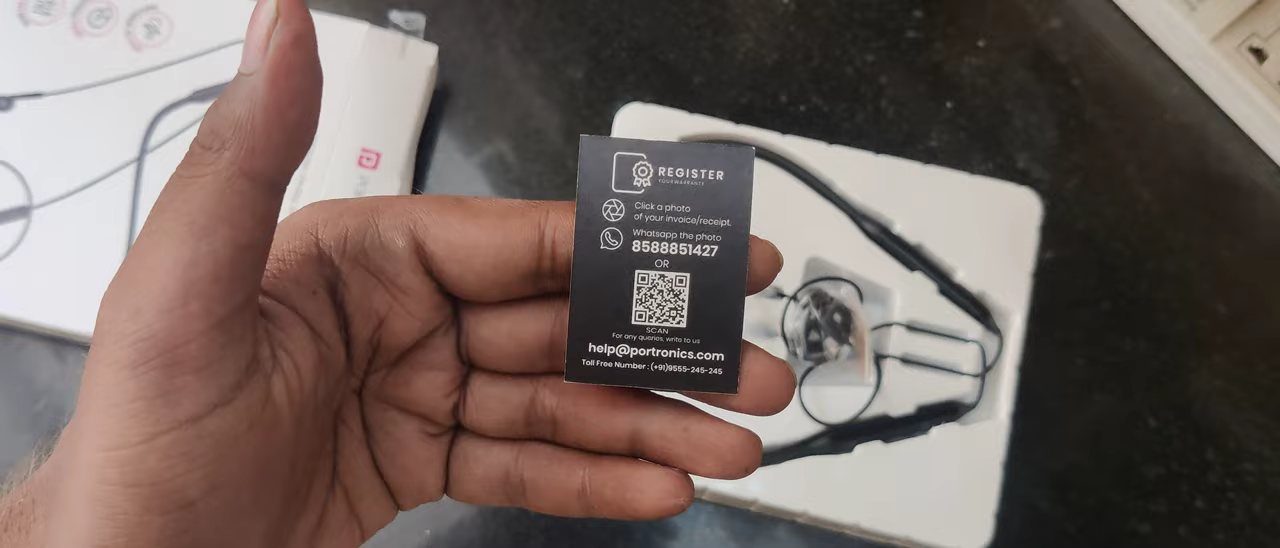 REGISTER
YOUR WARRANTY
Click a photo
of your invoice/receipt.
Whatsapp the photo
8588851427
OR
SCAN
For any queries, write to us
help@portronics.com
Toll Free Number : (+91)9555-245-245